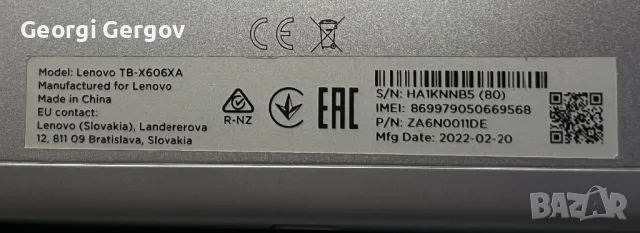 Georgi Gergov
CE
Model: Lenovo TB-X606XA
Manufactured for Lenovo
Made in China
EU contact:
Lenovo (Slovakia), Landererova
12, 811 09 Bratislava, Slovakia
R-NZ
EAC
S/N: HA1KNNB5 (80)
IMEI: 869979050669568
P/N: ZA6N0011DE
Mfg Date: 2022-02-20
BAZAR
bg